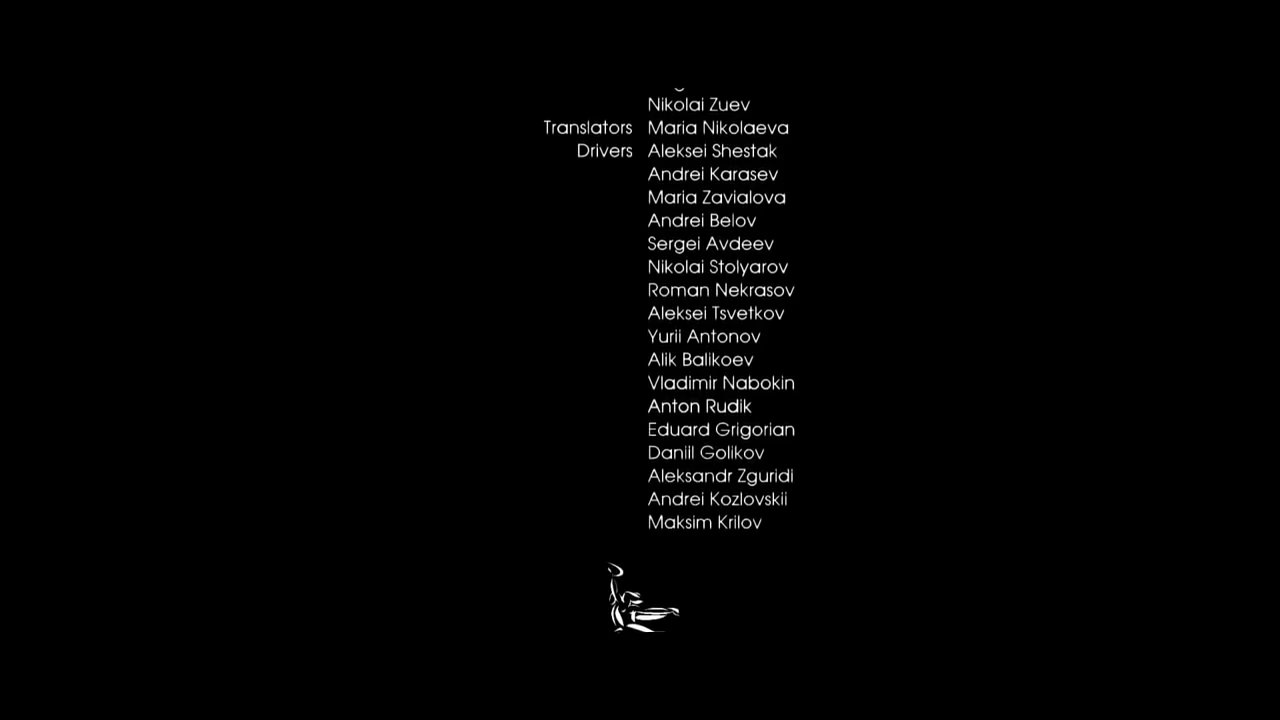 Nikolai Zuev
Translators Maria Nikolaeva
Drivers Aleksei Shestak
Andrei Karasev
Maria Zavialova
Andrei Belov
Sergei Avdeev
Nikolai Stolyarov
Roman Nekrasov
Aleksei Tsvetkov
Yurii Antonov
Alik Balikoev
Vladimir Nabokin
Anton Rudik
Eduard Grigorian
Daniil Golikov
Aleksandr Zguridi
Andrei Kozlovskii
Maksim Krilov